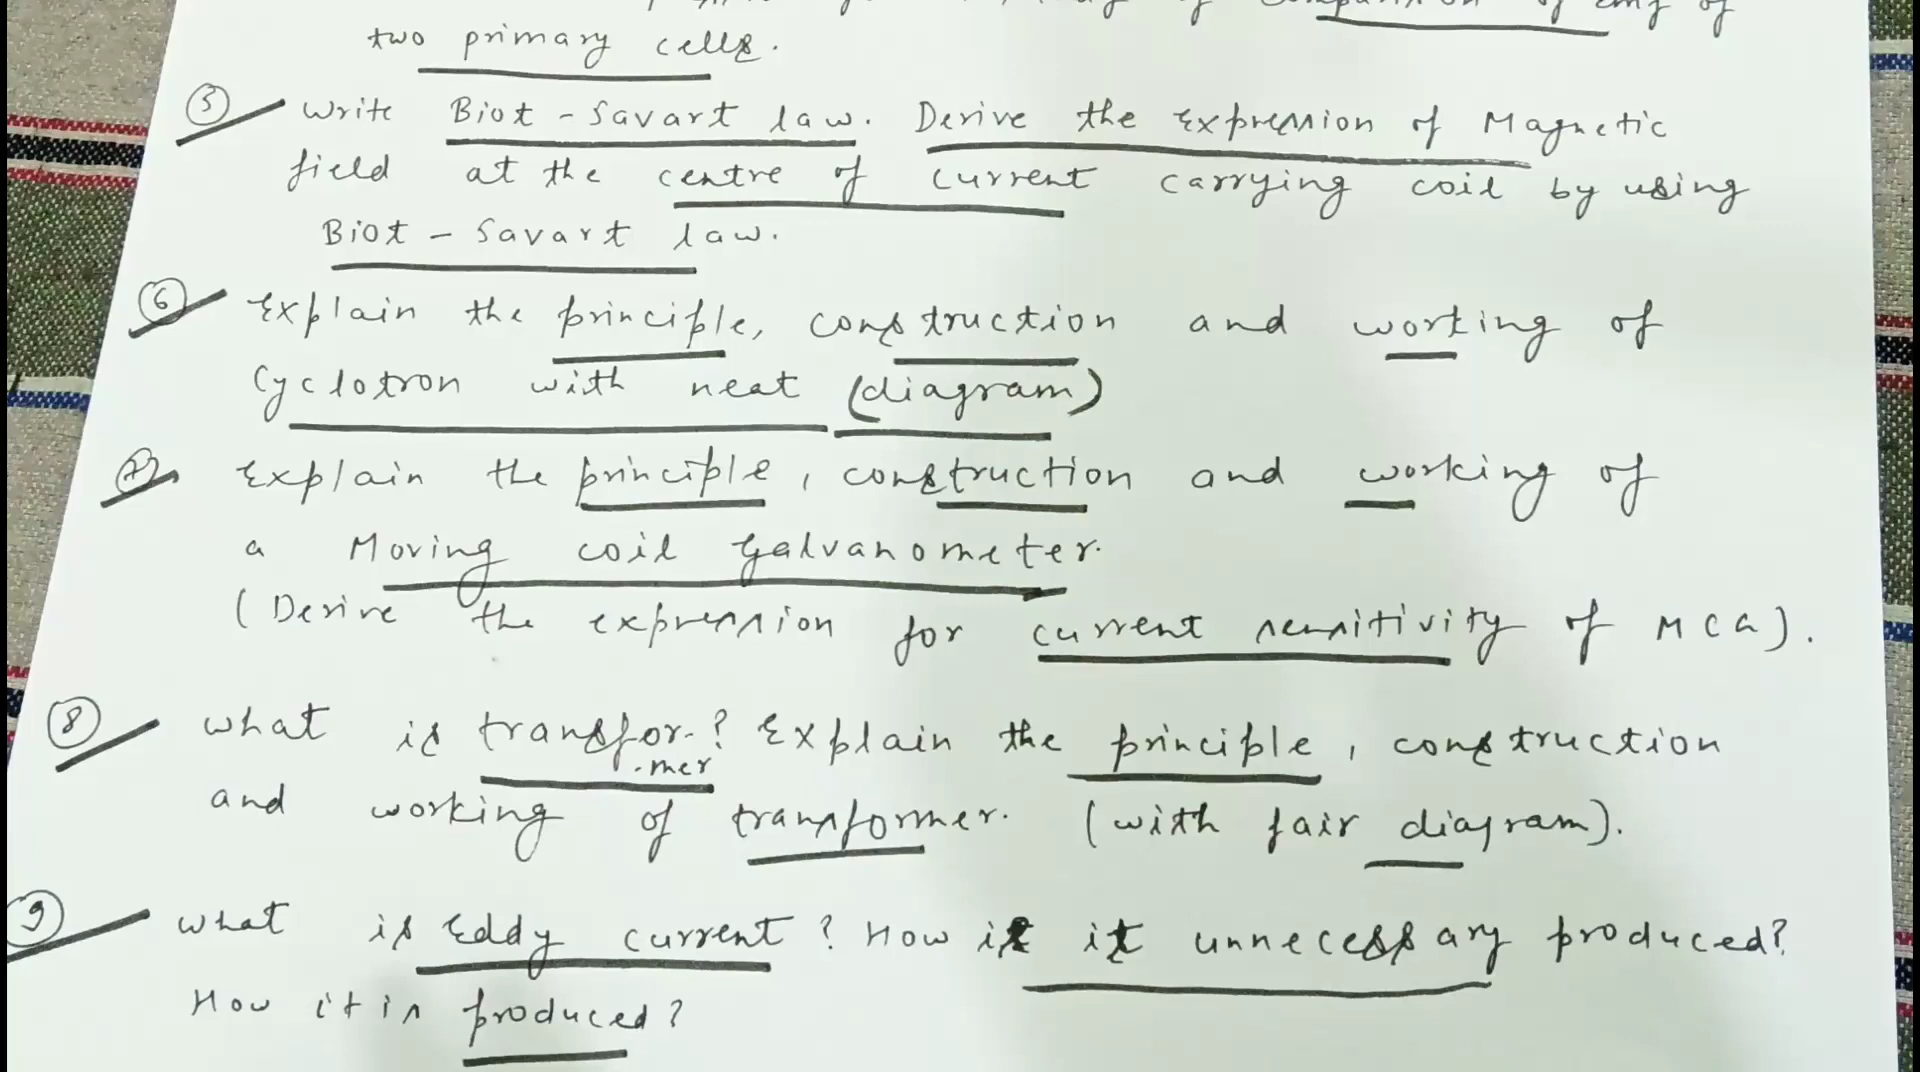 comparison of emf of
two primary cells.
5 Write Biot - Savart law. Derive the Expression of Magnetic
field at the centre of current carrying coil by using
Biot - Savart law.
6 Explain the principle, construction and working of
Cyclotron with neat (diagram)
7 Explain the principle, construction and working of
a Moving coil Galvanometer.
(Derive the expression for current sensitivity of MCG).
8 what is transfor-? Explain the principle, construction
-mer
and working of transformer. (with fair diagram).
9 what is Eddy current? How is it unnecessary produced?
How it is produced?